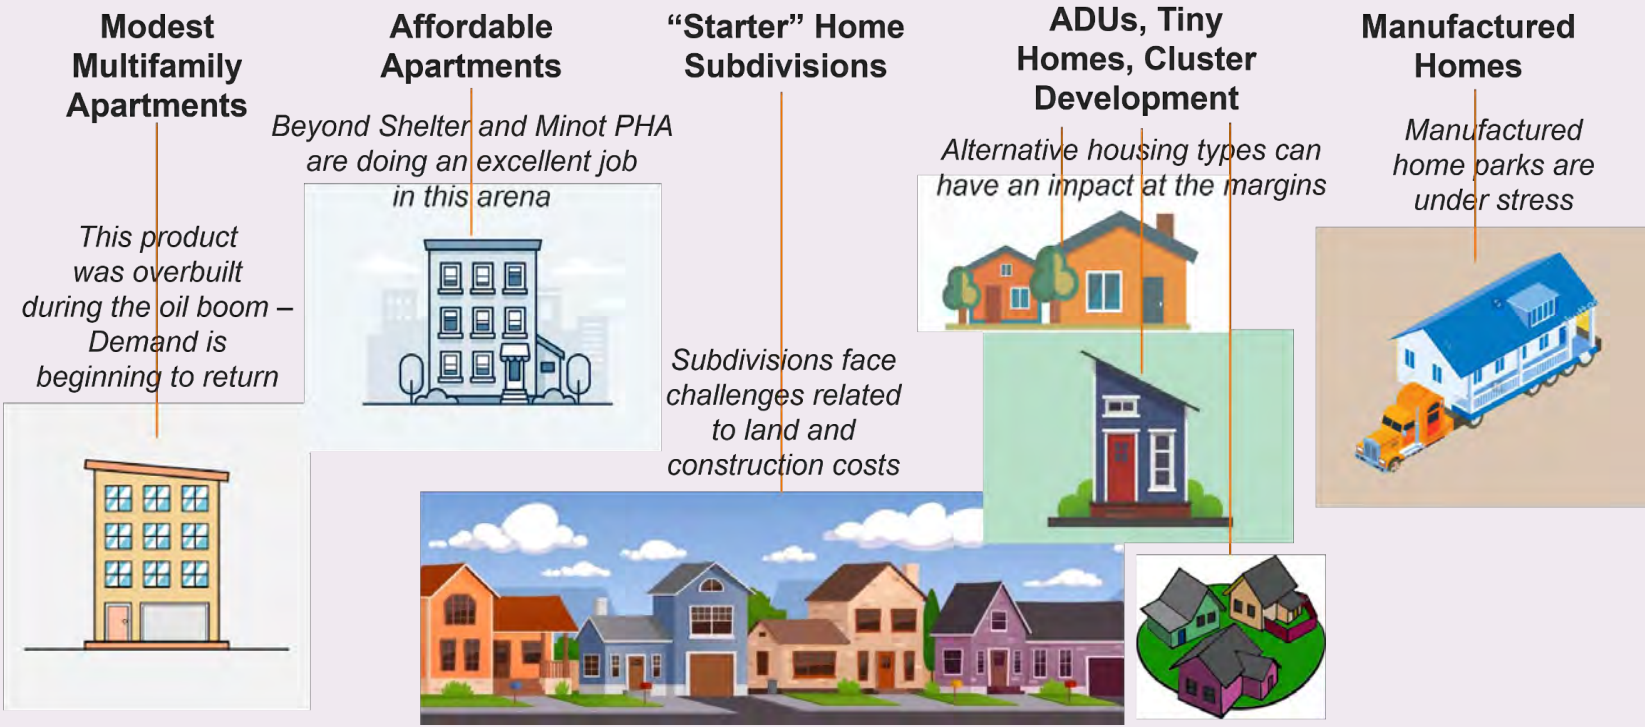 Modest
Multifamily
Apartments
This product
was overbuilt
during the oil boom –
Demand is
beginning to return
Affordable
Apartments
Beyond Shelter and Minot PHA
are doing an excellent job
in this arena
“Starter” Home
Subdivisions
Subdivisions face
challenges related
to land and
construction costs
ADUs, Tiny
Homes, Cluster
Development
Alternative housing types can
have an impact at the margins
Manufactured
Homes
Manufactured
home parks are
under stress